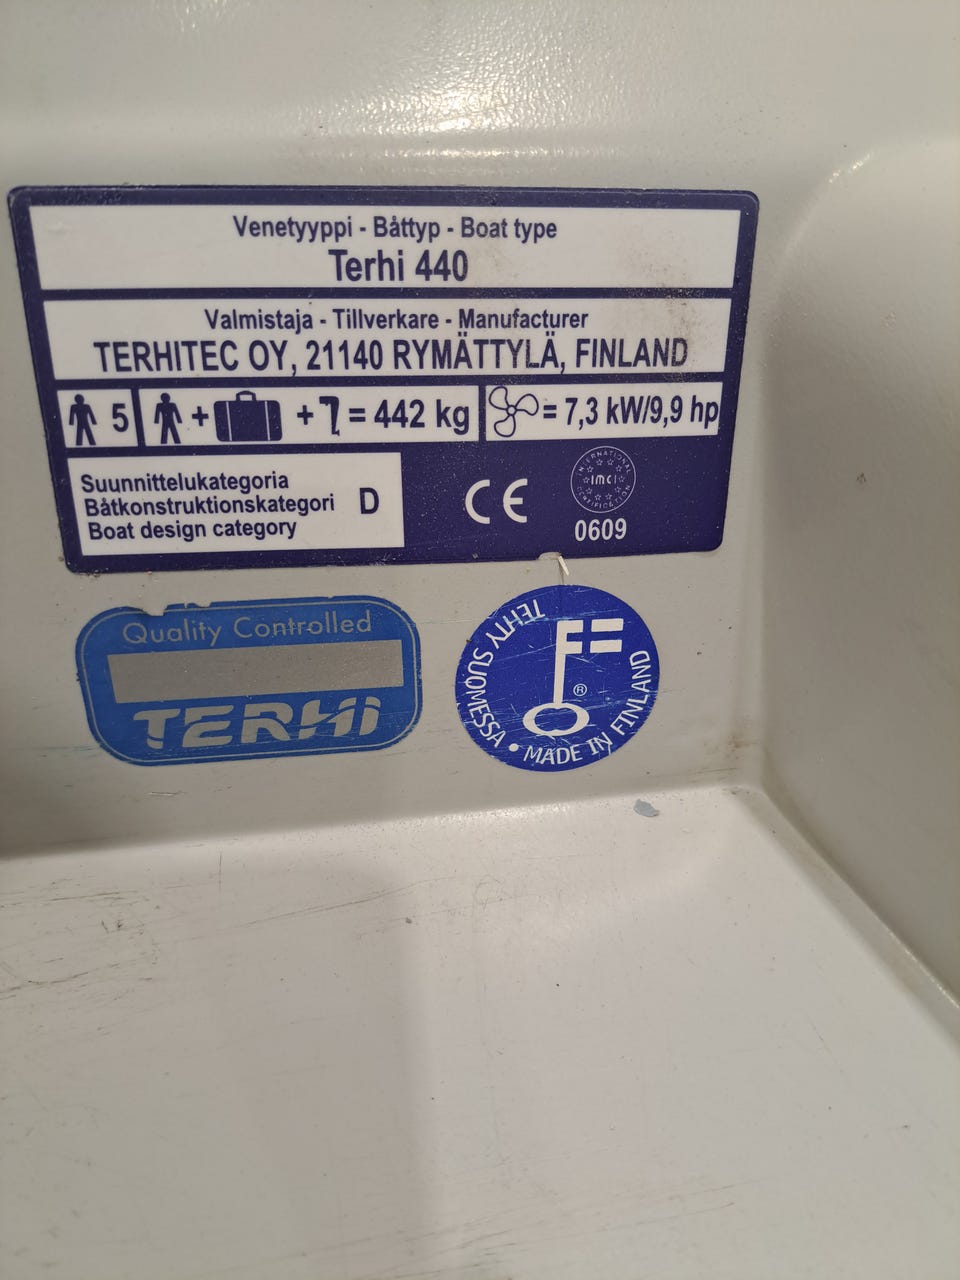 Venetyyppi - Båttyp - Boat type
Terhi 440
Valmistaja - Tillverkare - Manufacturer
TERHITEC OY, 21140 RYMÄTTYLÄ, FINLAND
5
+ + = 442 kg
= 7,3 kW/9,9 hp
Suunnittelukategoria
Båtkonstruktionskategori
Boat design category
D
CE
INTERNATIONAL
IMCI
CERTIFICATION
0609
Quality Controlled
TERHI
TEHTY SUOMESSA • MADE IN FINLAND
®